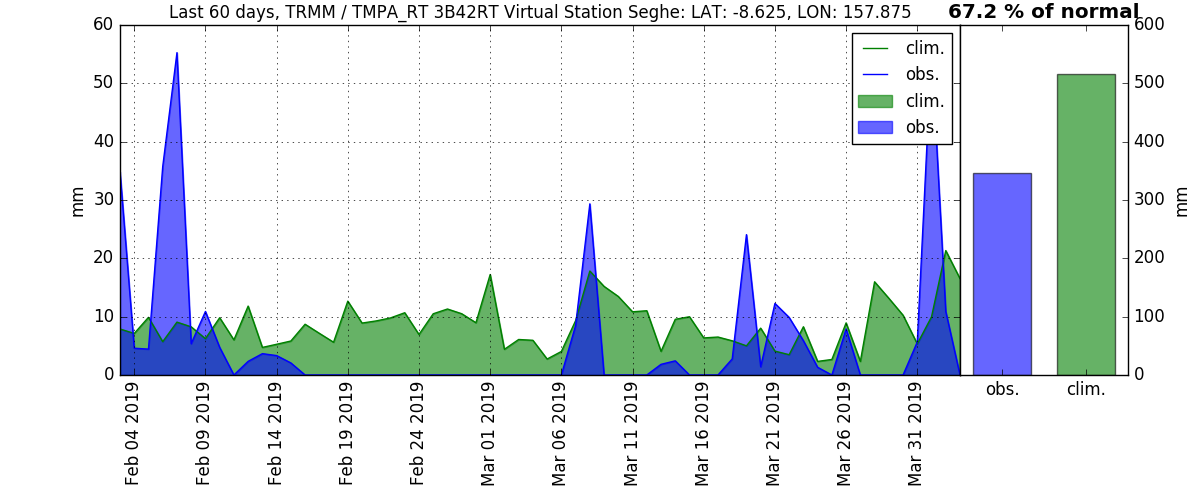 Last 60 days, TRMM / TMPA_RT 3B42RT Virtual Station Seghe: LAT: -8.625, LON: 157.875
67.2 % of normal
60
50
40
30
20
10
0
mm
clim.
obs.
clim.
obs.
600
500
400
300
200
100
0
mm
Feb 04 2019
Feb 09 2019
Feb 14 2019
Feb 19 2019
Feb 24 2019
Mar 01 2019
Mar 06 2019
Mar 11 2019
Mar 16 2019
Mar 21 2019
Mar 26 2019
Mar 31 2019
obs.
clim.